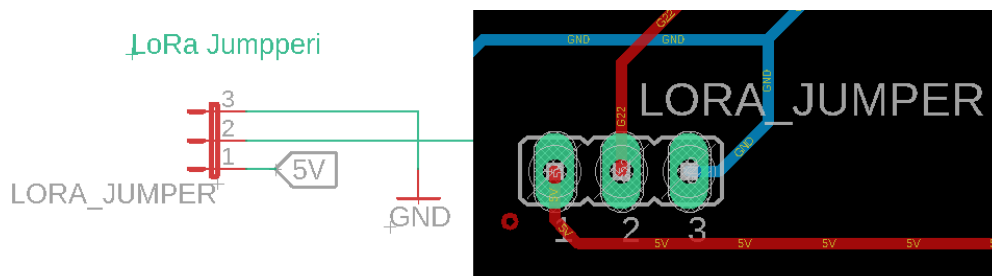 LoRa Jumpperi
3
2
1
5V
LORA_JUMPER
GND
G22
GND
GND
GND
G22
LORA_JUMPER
GND
5V
5V
1
2
3
5V
5V
5V
5V